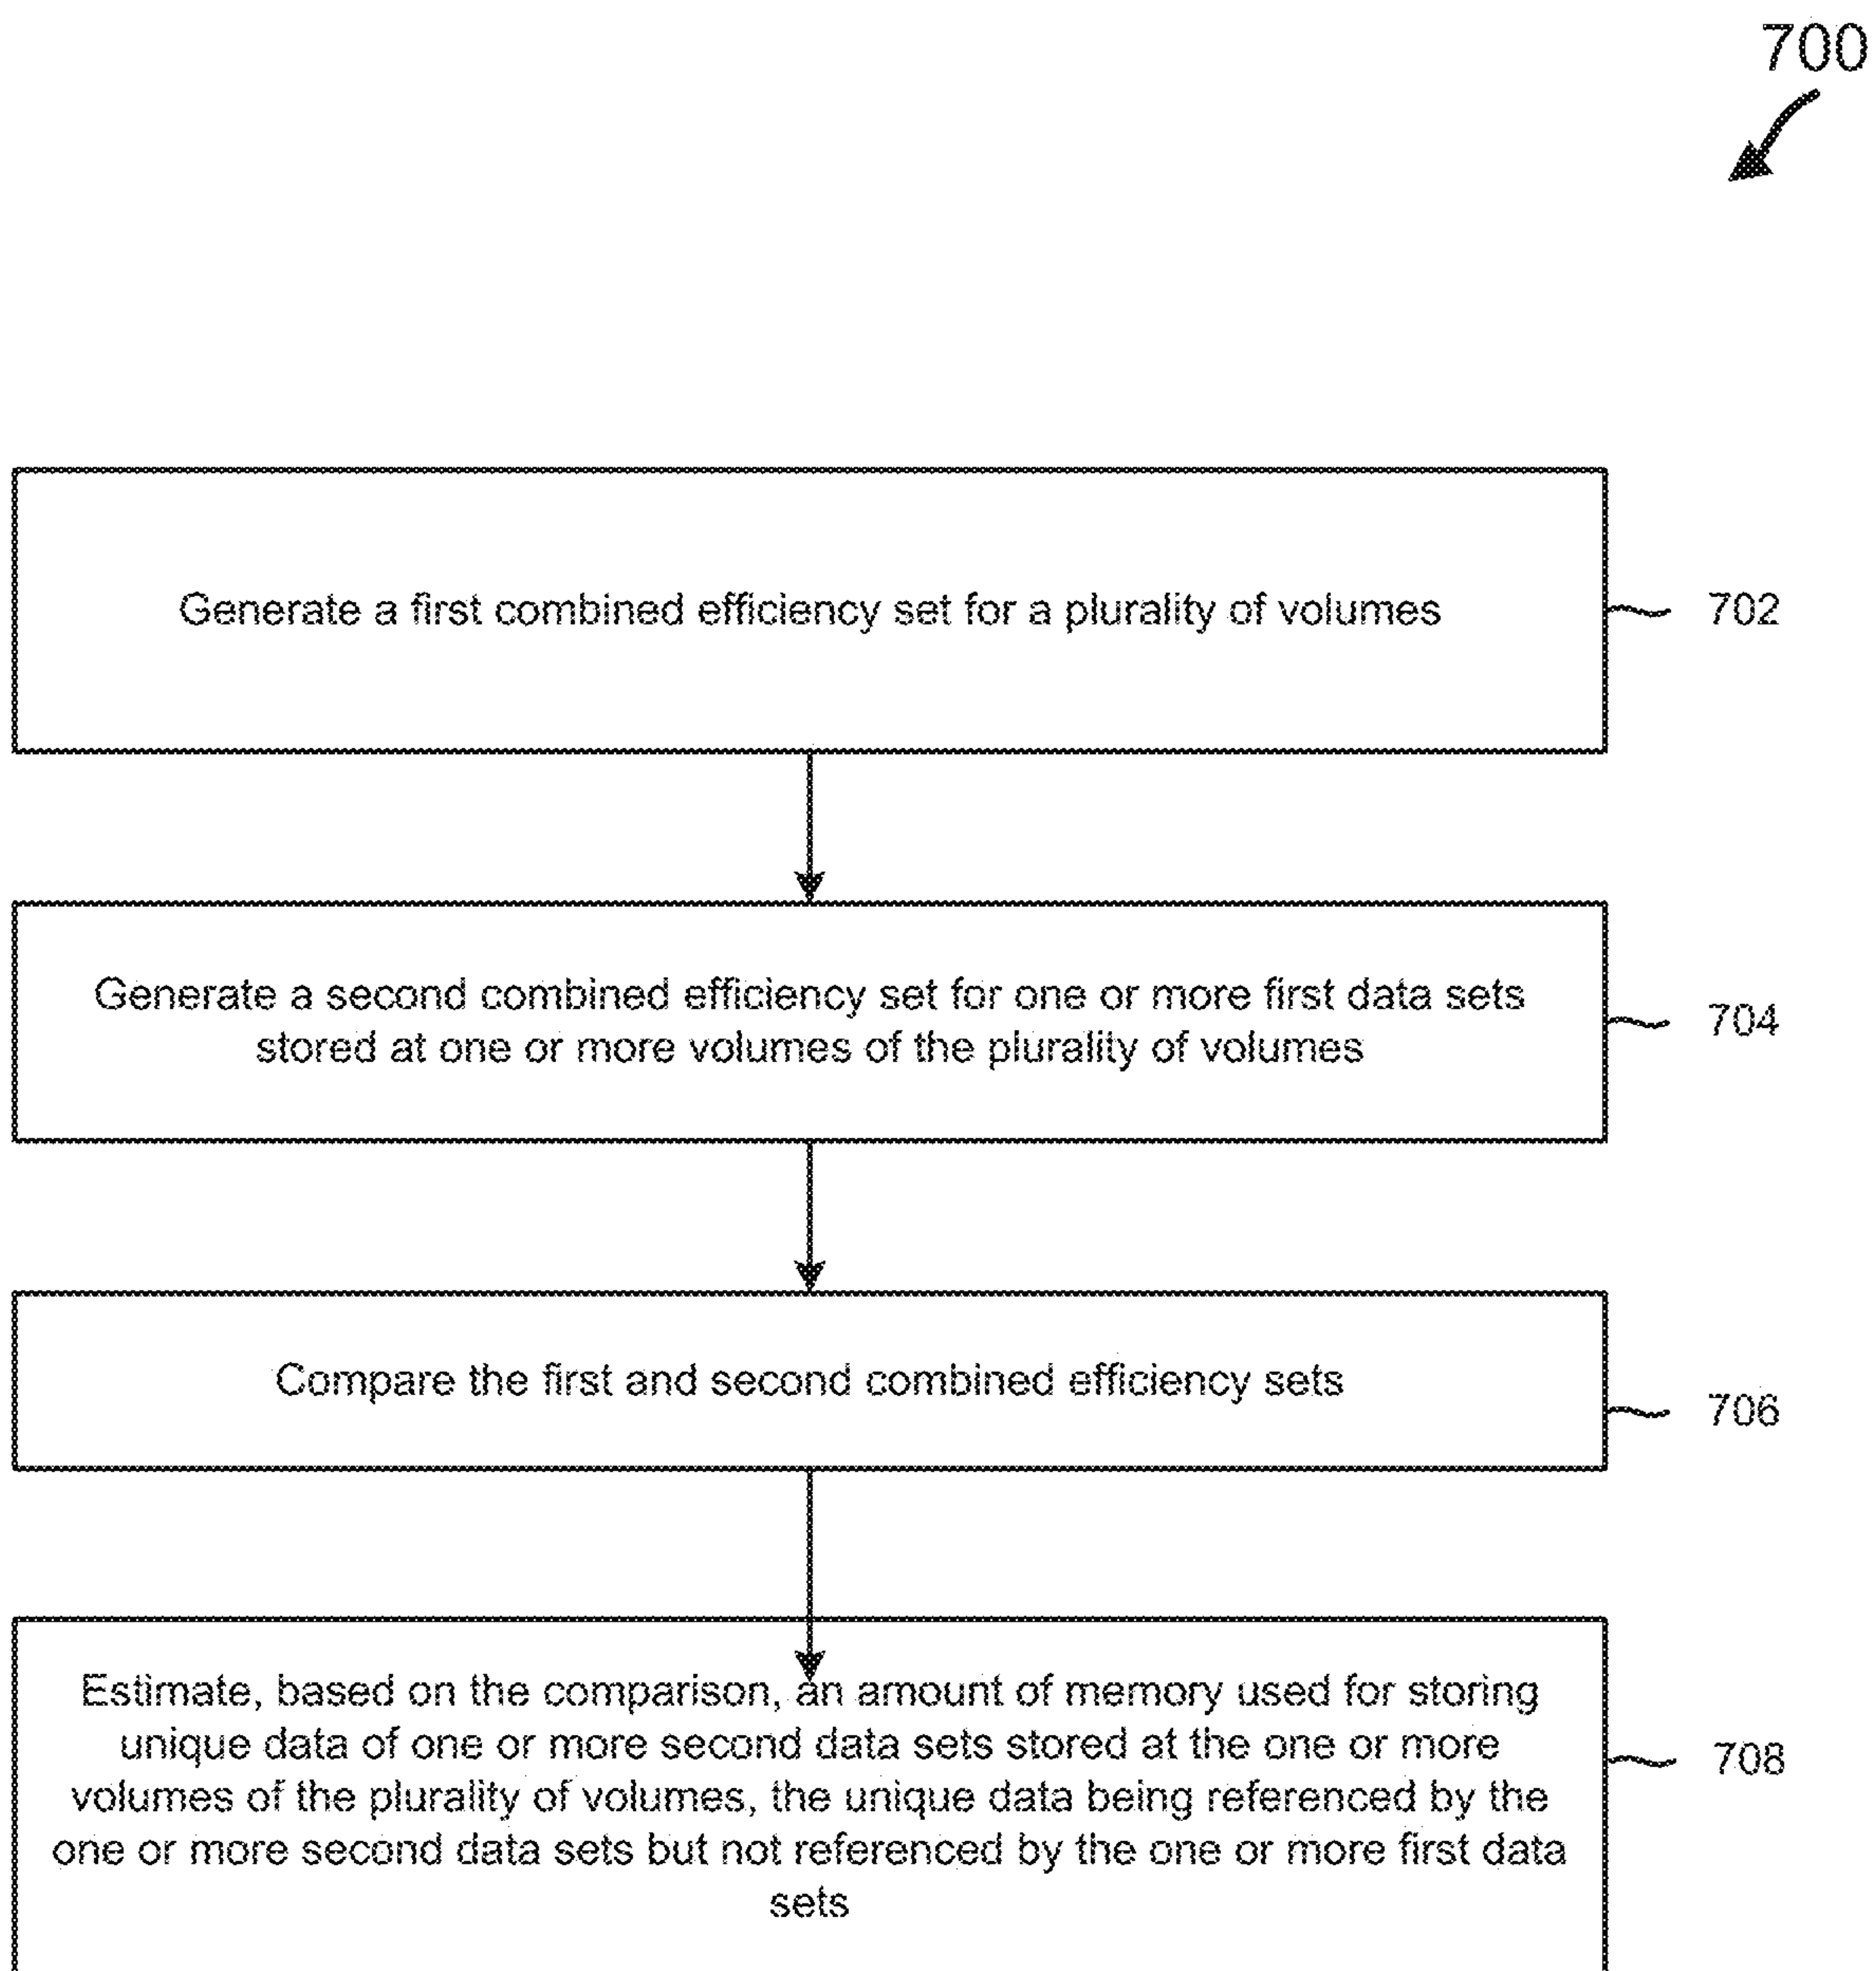 700
Generate a first combined efficiency set for a plurality of volumes
702
Generate a second combined efficiency set for one or more first data sets
stored at one or more volumes of the plurality of volumes
704
Compare the first and second combined efficiency sets
706
Estimate, based on the comparison, an amount of memory used for storing
unique data of one or more second data sets stored at the one or more
volumes of the plurality of volumes, the unique data being referenced by the
one or more second data sets but not referenced by the one or more first data
sets
708